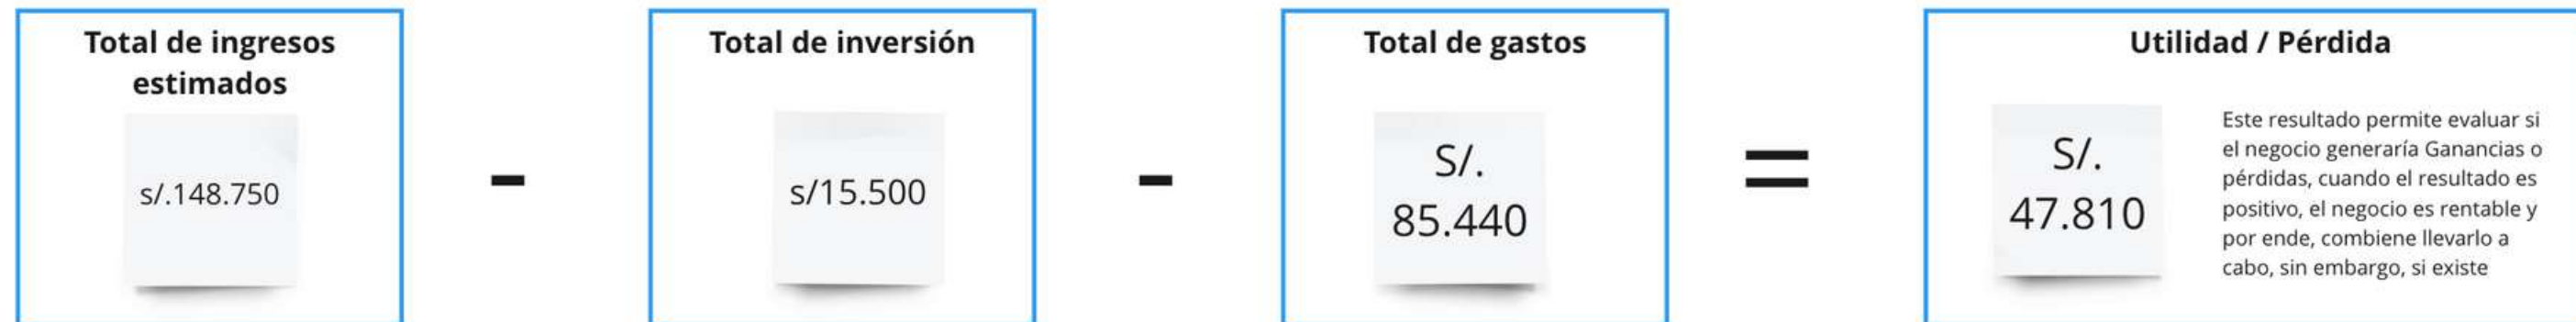 Total de ingresos
estimados
s/.148.750
-
Total de inversión
s/15.500
-
Total de gastos
S/.
85.440
=
Utilidad / Pérdida
S/.
47.810
Este resultado permite evaluar si
el negocio generaría Ganancias o
pérdidas, cuando el resultado es
positivo, el negocio es rentable y
por ende, combiene llevarlo a
cabo, sin embargo, si existe